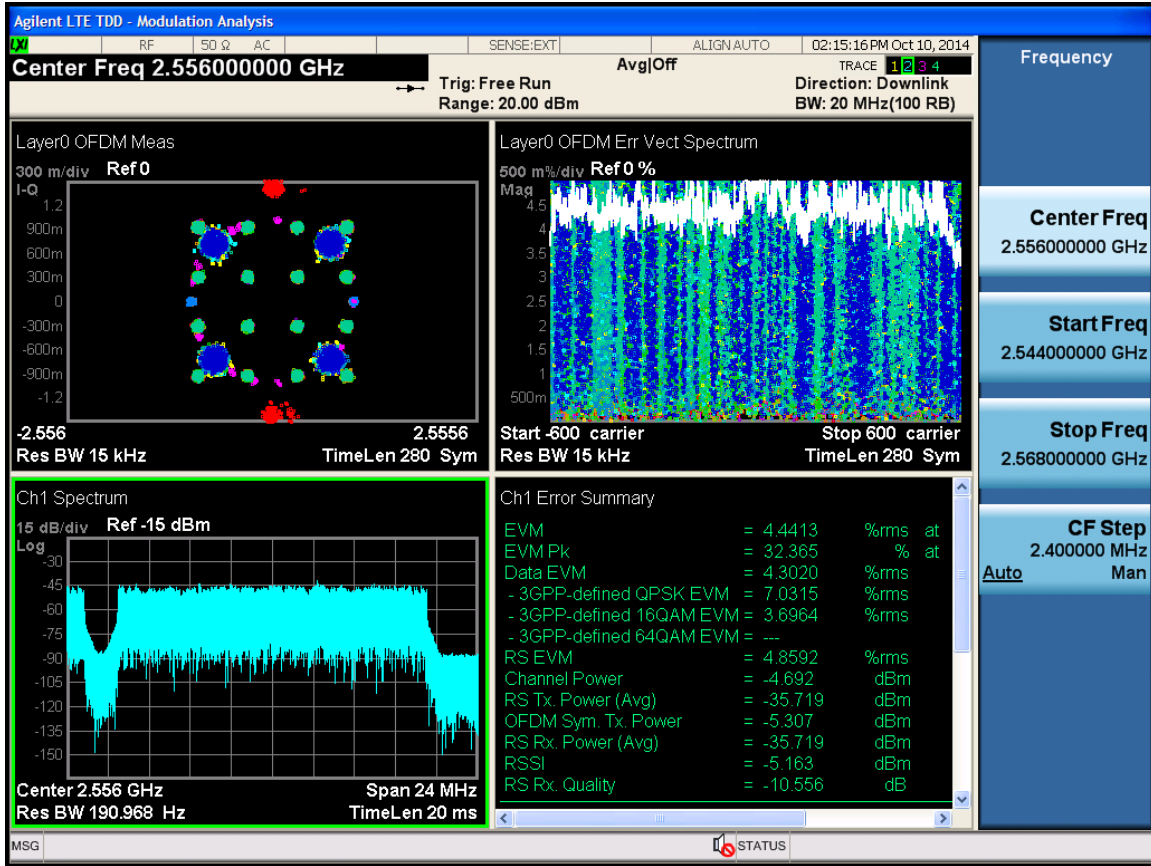 Agilent LTE TDD - Modulation Analysis
LXI RF 50 Ω AC SENSE:EXT ALIGN AUTO 02:15:16 PM Oct 10, 2014
Center Freq 2.556000000 GHz
Avg|Off
TRACE 1 2 3 4
Trig: Free Run
Direction: Downlink
Range: 20.00 dBm
BW: 20 MHz(100 RB)
Layer0 OFDM Meas
300 m/div Ref 0
I-Q
1.2
900m
600m
300m
0
-300m
-600m
-900m
-1.2
-2.556 2.5556
Res BW 15 kHz TimeLen 280 Sym
Layer0 OFDM Err Vect Spectrum
500 m%/div Ref 0 %
Mag
4.5
4
3.5
3
2.5
2
1.5
1
500m
Start -600 carrier Stop 600 carrier
Res BW 15 kHz TimeLen 280 Sym
Ch1 Spectrum
15 dB/div Ref -15 dBm
Log
-30
-45
-60
-75
-90
-105
-120
-135
-150
Center 2.556 GHz Span 24 MHz
Res BW 190.968 Hz TimeLen 20 ms
Ch1 Error Summary
EVM = 4.4413 %rms at
EVM Pk = 32.365 % at
Data EVM = 4.3020 %rms
- 3GPP-defined QPSK EVM = 7.0315 %rms
- 3GPP-defined 16QAM EVM = 3.6964 %rms
- 3GPP-defined 64QAM EVM = ---
RS EVM = 4.8592 %rms
Channel Power = -4.692 dBm
RS Tx. Power (Avg) = -35.719 dBm
OFDM Sym. Tx. Power = -5.307 dBm
RS Rx. Power (Avg) = -35.719 dBm
RSSI = -5.163 dBm
RS Rx. Quality = -10.556 dB
Frequency
Center Freq
2.556000000 GHz
Start Freq
2.544000000 GHz
Stop Freq
2.568000000 GHz
CF Step
2.400000 MHz
Auto Man
MSG STATUS